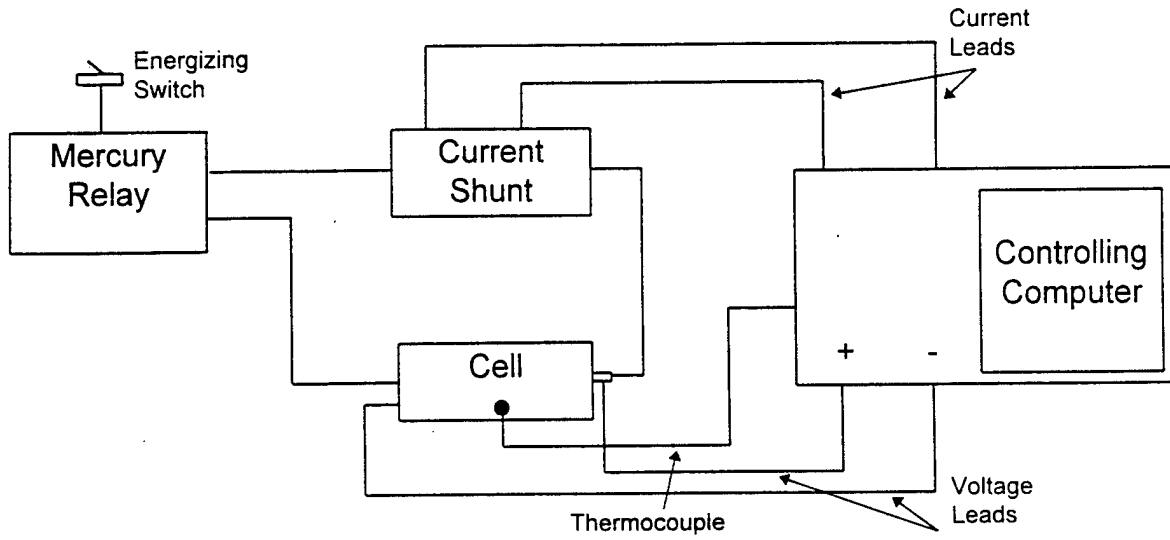 Current
Leads
Energizing
Switch
Mercury
Relay
Current
Shunt
Controlling
Computer
+ -
Cell
Thermocouple
Voltage
Leads